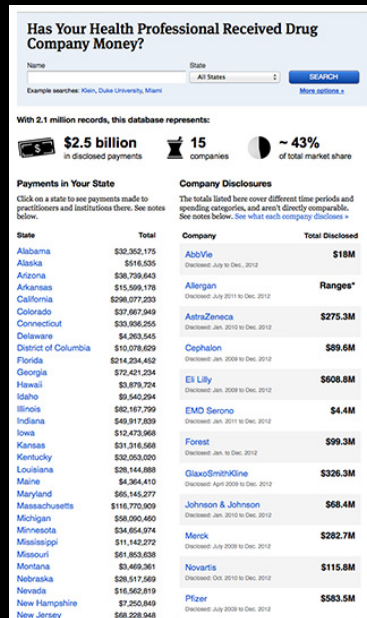 Has Your Health Professional Received Drug
Company Money?
Name
State
All States
SEARCH
Example searches: Klein, Duke University, Miami
More options »
With 2.1 million records, this database represents:
$2.5 billion
in disclosed payments
15
companies
~ 43%
of total market share
Payments in Your State
Click on a state to see payments made to
practitioners and institutions there. See notes
below.
State Total
Alabama $32,352,175
Alaska $516,535
Arizona $38,739,643
Arkansas $15,599,178
California $298,077,233
Colorado $37,667,949
Connecticut $33,936,255
Delaware $4,263,545
District of Columbia $10,078,629
Florida $214,234,452
Georgia $72,421,234
Hawaii $3,879,724
Idaho $9,540,294
Illinois $82,167,799
Indiana $49,917,839
Iowa $12,473,968
Kansas $31,316,568
Kentucky $32,053,020
Louisiana $28,144,888
Maine $4,364,410
Maryland $65,145,277
Massachusetts $116,770,909
Michigan $58,090,460
Minnesota $34,654,974
Mississippi $11,142,272
Missouri $61,853,638
Montana $3,469,361
Nebraska $28,517,569
Nevada $16,562,819
New Hampshire $7,250,849
New Jersey $68,228,948
Company Disclosures
The totals listed here cover different time periods and
spending categories, and aren't directly comparable.
See notes below. See what each company discloses »
Company Total Disclosed
AbbVie $18M
Disclosed: July to Dec., 2012
Allergan Ranges*
Disclosed: July 2011 to Dec. 2012
AstraZeneca $275.3M
Disclosed: Jan. 2010 to Dec. 2012
Cephalon $89.6M
Disclosed: Jan. 2009 to Dec. 2012
Eli Lilly $608.8M
Disclosed: Jan. 2009 to Dec. 2012
EMD Serono $4.4M
Disclosed: Jan. 2011 to Dec. 2012
Forest $99.3M
Disclosed: Jan. to Dec. 2012
GlaxoSmithKline $326.3M
Disclosed: April 2009 to Dec. 2012
Johnson & Johnson $68.4M
Disclosed: Jan. 2010 to Dec. 2012
Merck $282.7M
Disclosed: July 2009 to Dec. 2012
Novartis $115.8M
Disclosed: Oct. 2010 to Dec. 2012
Pfizer $583.5M
Disclosed: July 2009 to Dec. 2012